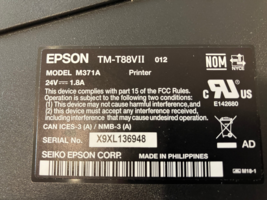 EPSON TM-T88VII 012
MODEL M371A Printer
24V ⎓ 1.8A
NOM
NYCE
This device complies with part 15 of the FCC Rules.
Operation is subject to the following two conditions:
(1) this device may not cause harmful interference, and
(2) this device must accept any interference received,
including interference that may cause undesired
operation.
C RU US
E142680
CAN ICES-3 (A) / NMB-3 (A)
SERIAL No. X9XL136948
AD
SEIKO EPSON CORP. MADE IN PHILIPPINES